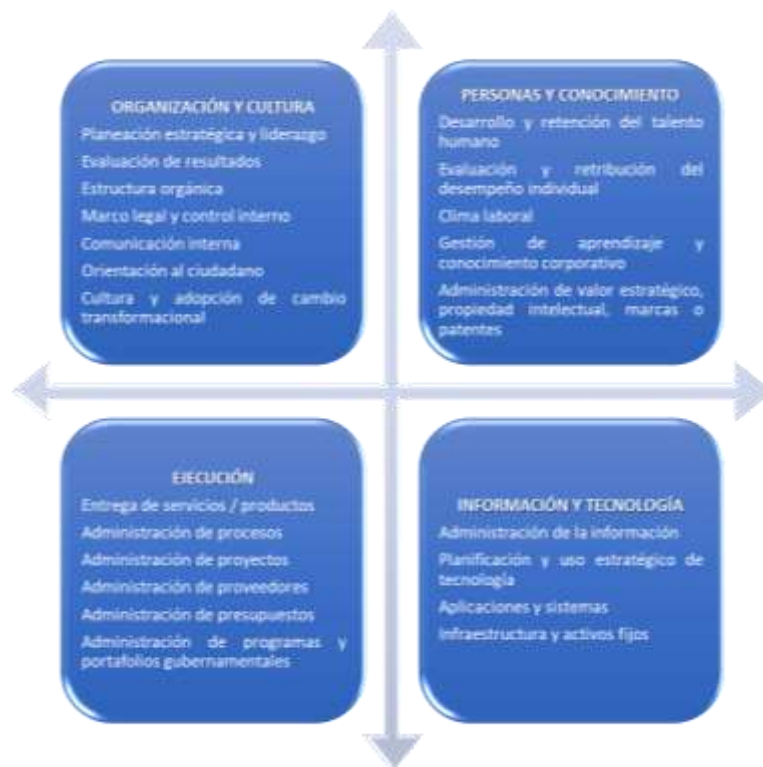 ORGANIZACIÓN Y CULTURA
Planeación estratégica y liderazgo
Evaluación de resultados
Estructura orgánica
Marco legal y control interno
Comunicación interna
Orientación al ciudadano
Cultura y adopción de cambio
transformacional
PERSONAS Y CONOCIMIENTO
Desarrollo y retención del talento
humano
Evaluación y retribución del
desempeño individual
Clima laboral
Gestión de aprendizaje y
conocimiento corporativo
Administración de valor estratégico,
propiedad intelectual, marcas o
patentes
EJECUCIÓN
Entrega de servicios / productos
Administración de procesos
Administración de proyectos
Administración de proveedores
Administración de presupuestos
Administración de programas y
portafolios gubernamentales
INFORMACIÓN Y TECNOLOGÍA
Administración de la información
Planificación y uso estratégico de
tecnología
Aplicaciones y sistemas
Infraestructura y activos fijos